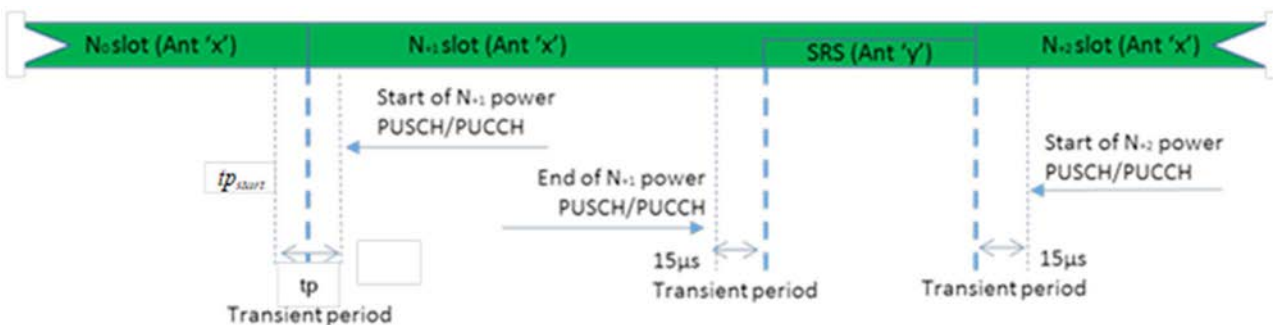 N₀ slot (Ant ‘x’)
N₊₁ slot (Ant ‘x’)
SRS (Ant ‘y’)
N₊₂ slot (Ant ‘x’)
Start of N₊₁ power
PUSCH/PUCCH
Start of N₊₂ power
PUSCH/PUCCH
tp_start
End of N₊₁ power
PUSCH/PUCCH
15µs
Transient period
15µs
Transient period
tp
Transient period